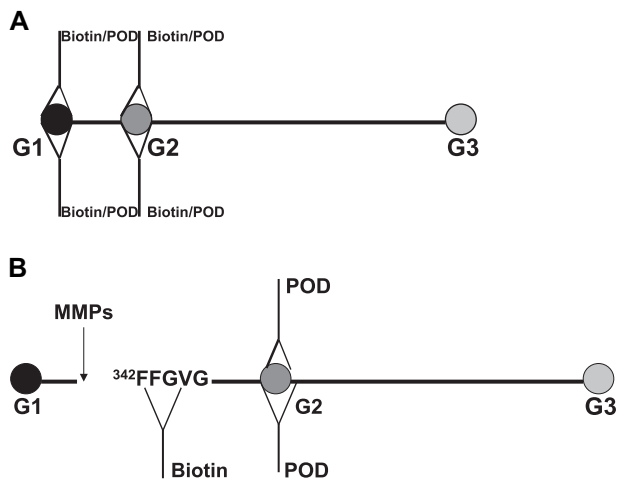 A
Biotin/POD Biotin/POD
G1 G2 G3
Biotin/POD Biotin/POD
B
POD
MMPs
³⁴²FFGVG
G1 G2 G3
Biotin POD